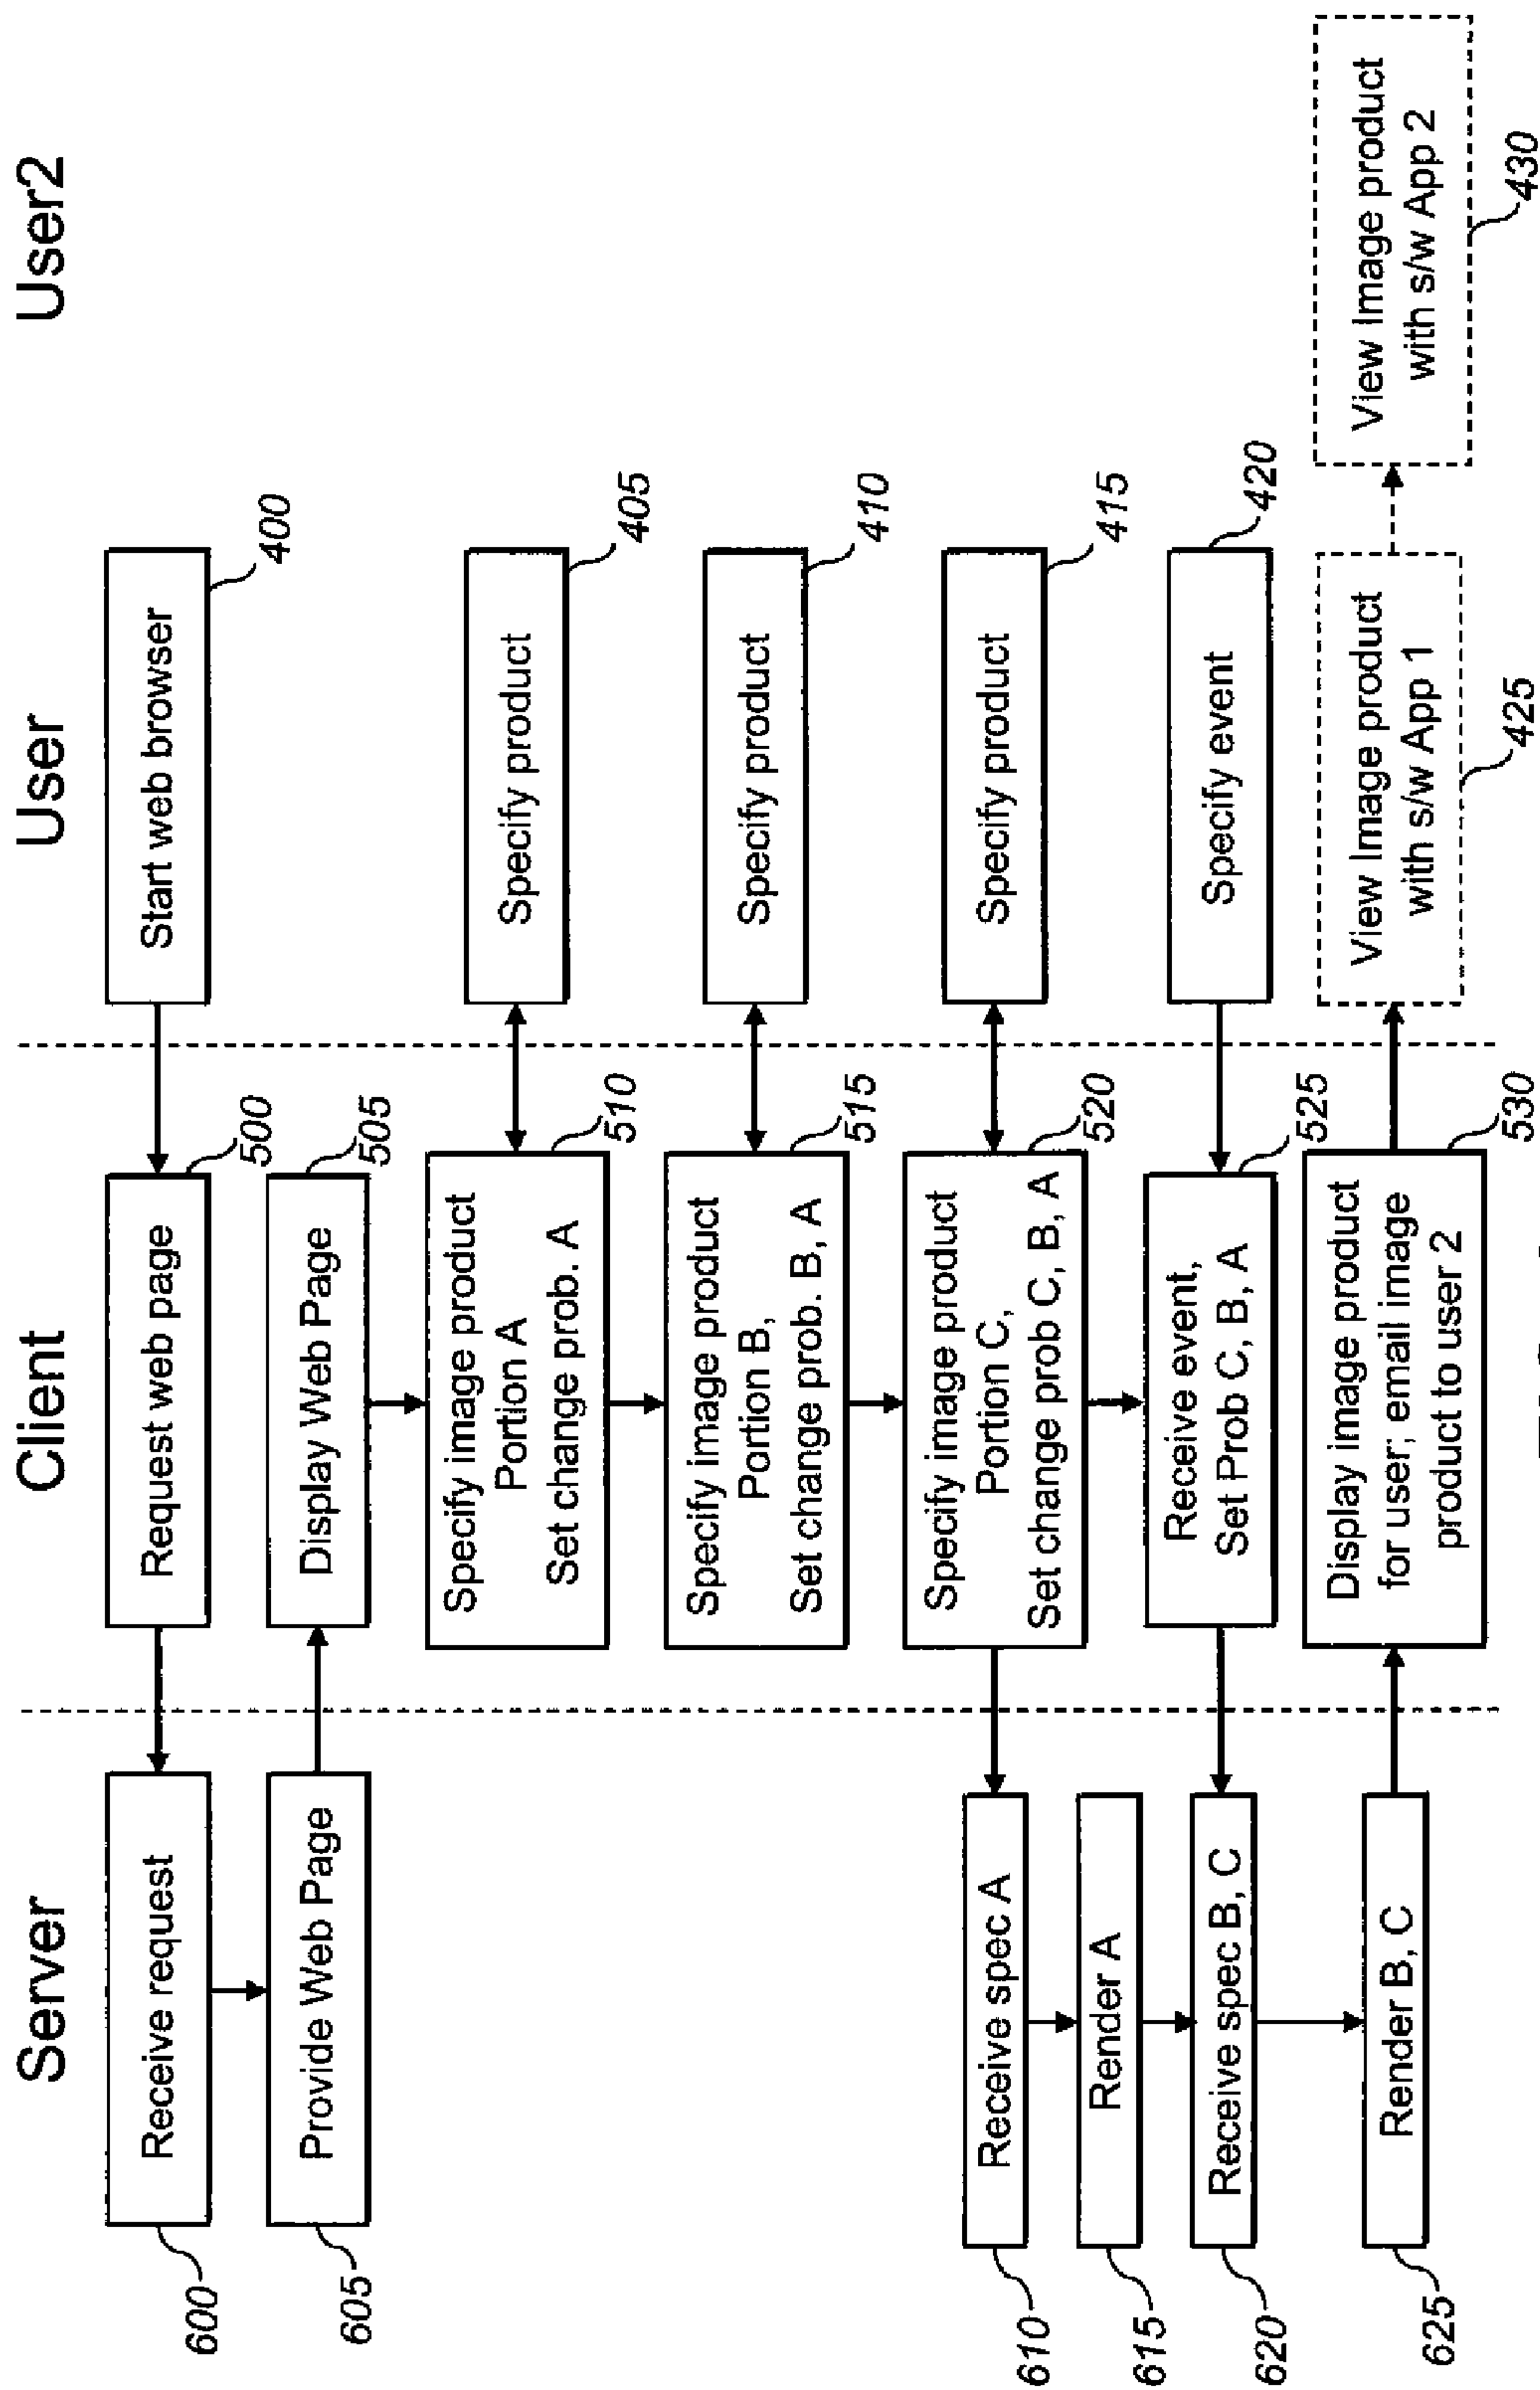 Server
Client
User
User2
Receive request
600
Request web page
500
Start web browser
400
Provide Web Page
605
Display Web Page
505
Specify image product
Portion A
Set change prob. A
510
Specify product
405
Specify image product
Portion B,
Set change prob. B, A
515
Specify product
410
Receive spec A
610
Specify image product
Portion C,
Set change prob C, B, A
520
Specify product
415
Render A
615
Receive spec B, C
620
Receive event,
Set Prob C, B, A
525
Specify event
420
Render B, C
625
Display image product
for user; email image
product to user 2
530
View Image product
with s/w App 1
425
View Image product
with s/w App 2
430